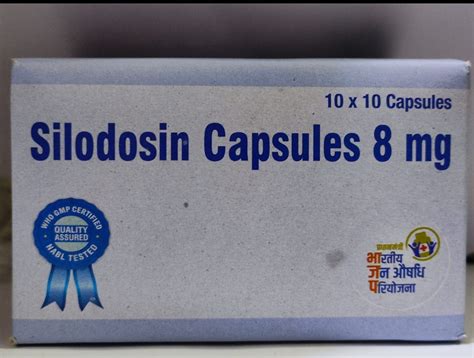 10 x 10 Capsules
Silodosin Capsules 8 mg
WHO GMP CERTIFIED
QUALITY
ASSURED
NABL TESTED
प्रधानमंत्री
भारतीय
जन औषधि
परियोजना